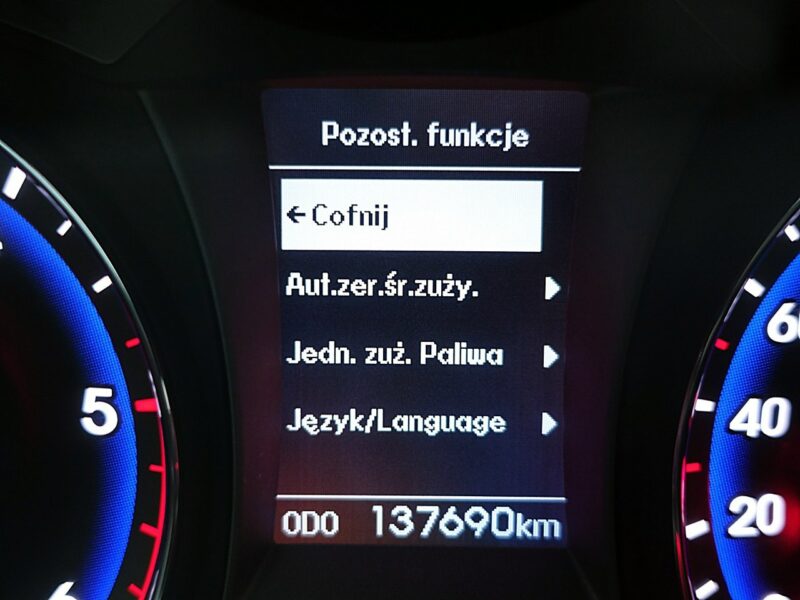 Pozost. funkcje
←Cofnij
Aut.zer.śr.zuży.
Jedn. zuż. Paliwa
Język/Language
ODO 137690km
5
40
20